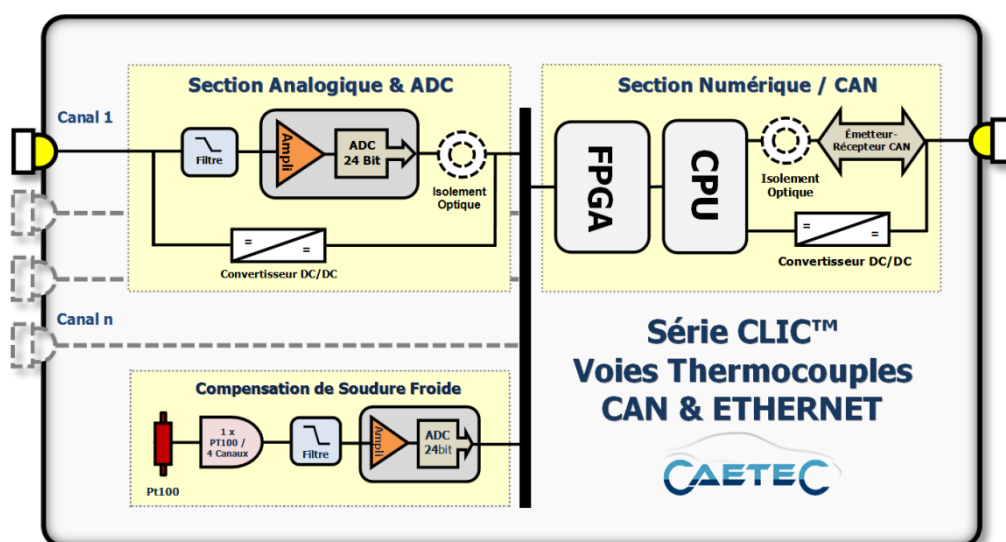 Section Analogique & ADC
Canal 1
Filtre
Ampli
ADC
24 Bit
Isolement
Optique
=
=
Convertisseur DC/DC
Canal n
Section Numérique / CAN
FPGA
CPU
Isolement
Optique
Émetteur-
Récepteur CAN
=
=
Convertisseur DC/DC
Compensation de Soudure Froide
Pt100
1 x
PT100 /
4 Canaux
Filtre
Ampli
ADC
24bit
Série CLIC™
Voies Thermocouples
CAN & ETHERNET
CAETEC